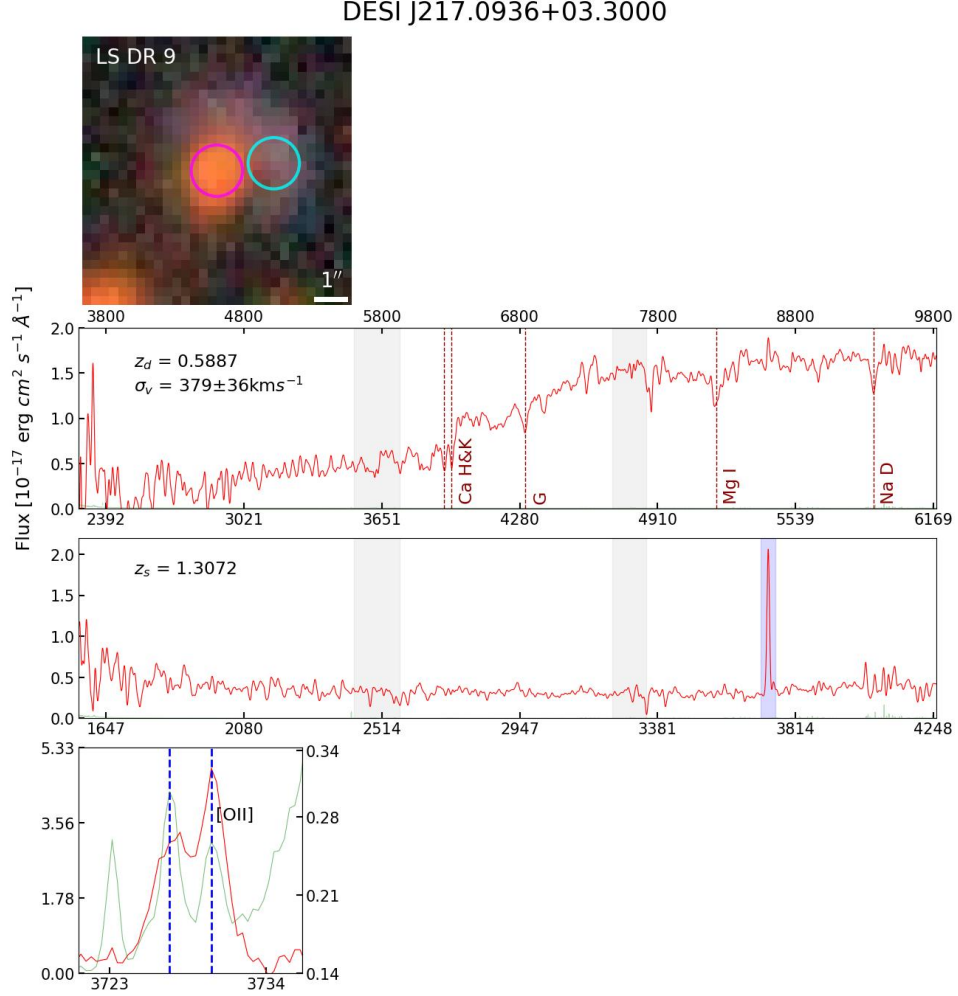 DESI J217.0936+03.3000
LS DR 9
1″
Flux [10⁻¹⁷ erg cm² s⁻¹ Å⁻¹]
3800 4800 5800 6800 7800 8800 9800
2.0
1.5
1.0
0.5
0.0
z_d = 0.5887
σ_v = 379±36kms⁻¹
Ca H&K
G
Mg I
Na D
2392 3021 3651 4280 4910 5539 6169
2.0
1.5
1.0
0.5
0.0
z_s = 1.3072
1647 2080 2514 2947 3381 3814 4248
5.33
3.56
1.78
0.00
[OII]
0.34
0.28
0.21
0.14
3723 3734